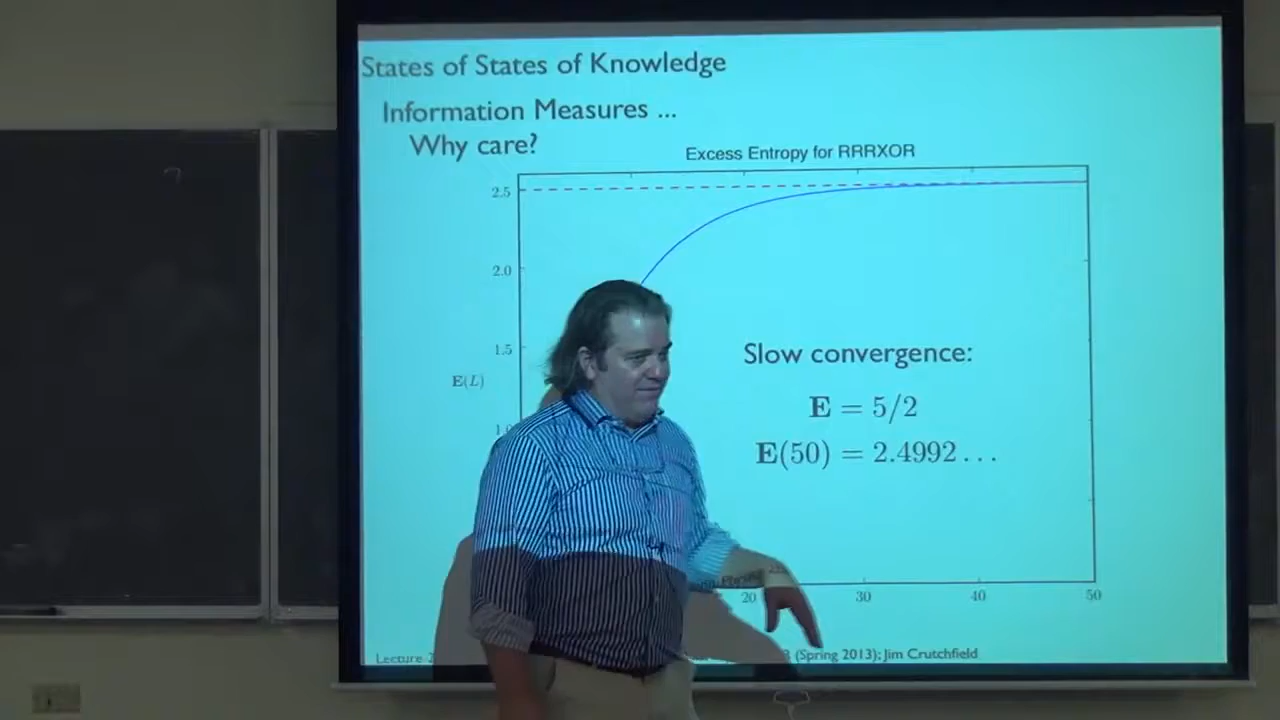 States of States of Knowledge
Information Measures ...
Why care?
Excess Entropy for RRRXOR
2.5
2.0
1.5
E(L)
Slow convergence:
E = 5/2
E(50) = 2.4992...
20
30
40
50
Lecture
(Spring 2013); Jim Crutchfield